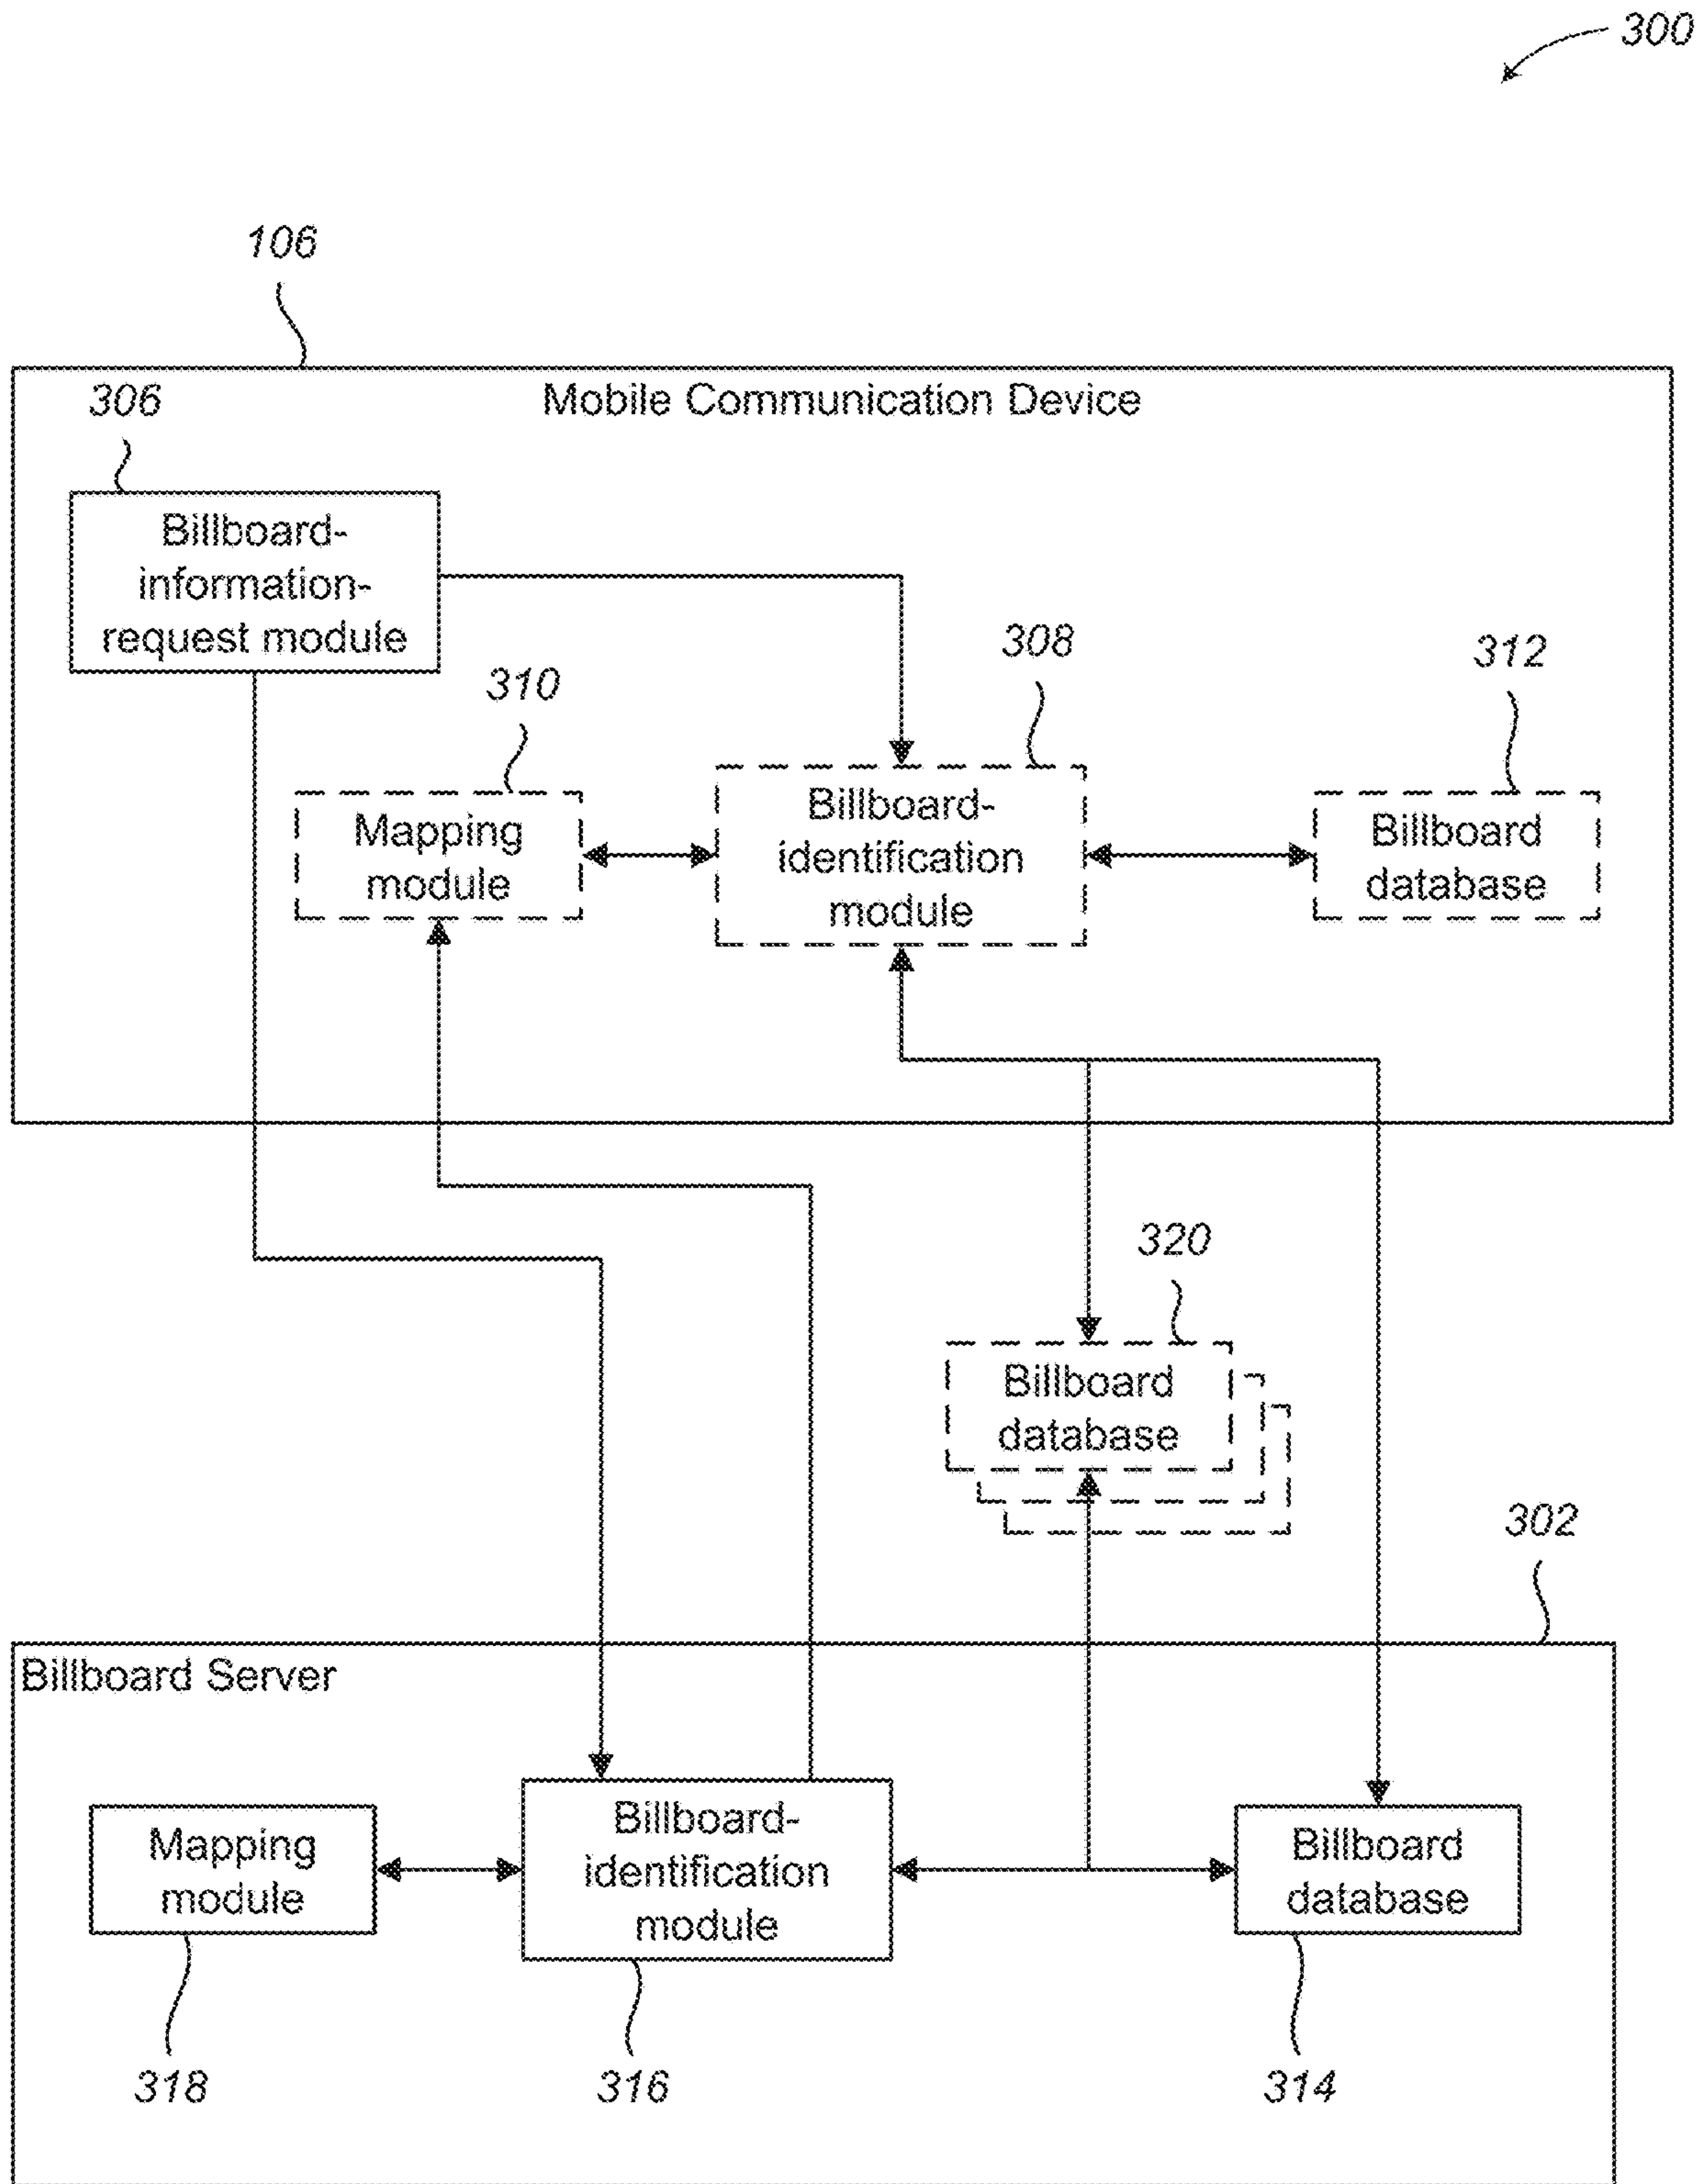 300
106
306
Mobile Communication Device
Billboard-
information-
request module
308
312
310
Mapping
module
Billboard-
identification
module
Billboard
database
320
Billboard
database
302
Billboard Server
Mapping
module
Billboard-
identification
module
Billboard
database
318
316
314